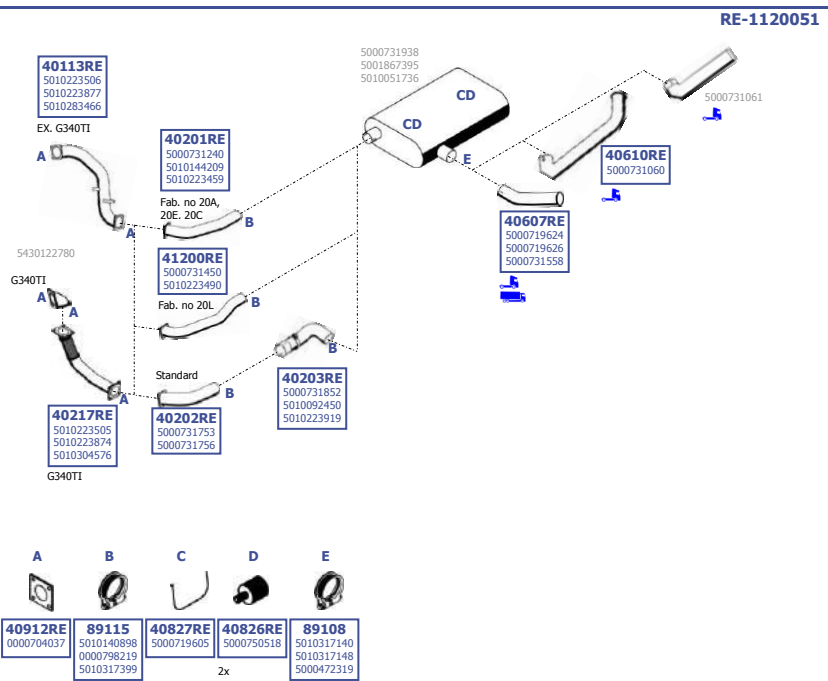 RE-1120051
5000731938
5001867395
5010051736
40113RE
5010223506
5010223877
5010283466
EX. G340TI
A
A
40201RE
5000731240
5010144209
5010223459
Fab. no 20A,
20E. 20C
B
CD
CD
E
5000731061
40610RE
5000731060
40607RE
5000719624
5000719626
5000731558
5430122780
G340TI
A
A
41200RE
5000731450
5010223490
Fab. no 20L
B
Standard
B
A
40202RE
5000731753
5000731756
B
40203RE
5000731852
5010092450
5010223919
40217RE
5010223505
5010223874
5010304576
G340TI
A B C D E
40912RE
0000704037
89115
5010140898
0000798219
5010317399
40827RE
5000719605
40826RE
5000750518
2x
89108
5010317140
5010317148
5000472319